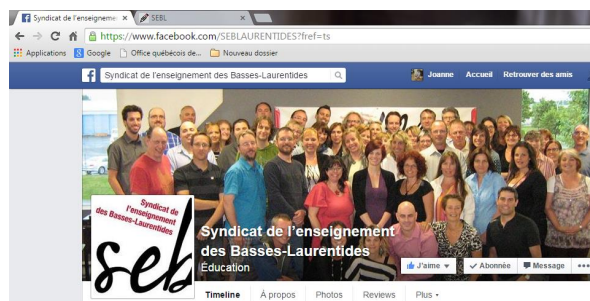 Syndicat de l'enseigneme
SEBL
https://www.facebook.com/SEBLAURENTIDES?fref=ts
Applications
Google
Office québécois de...
Nouveau dossier
Syndicat de l'enseignement des Basses-Laurentides
Joanne
Accueil
Retrouver des amis
Syndicat de
l'enseignement
des Basses-Laurentides
seb
Syndicat de l'enseignement
des Basses-Laurentides
Éducation
J'aime
Abonnée
Message
Timeline
À propos
Photos
Reviews
Plus